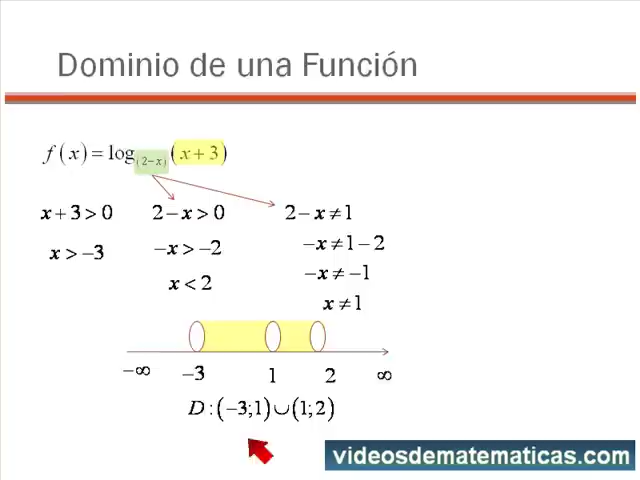 Dominio de una Función
f(x) = log(2−x) (x + 3)
x + 3 > 0 2 − x > 0 2 − x ≠ 1
x > −3 −x > −2 −x ≠ 1 − 2
x < 2 −x ≠ −1
x ≠ 1
−∞ −3 1 2 ∞
D : (−3;1) ∪ (1;2)
videosdematematicas.com